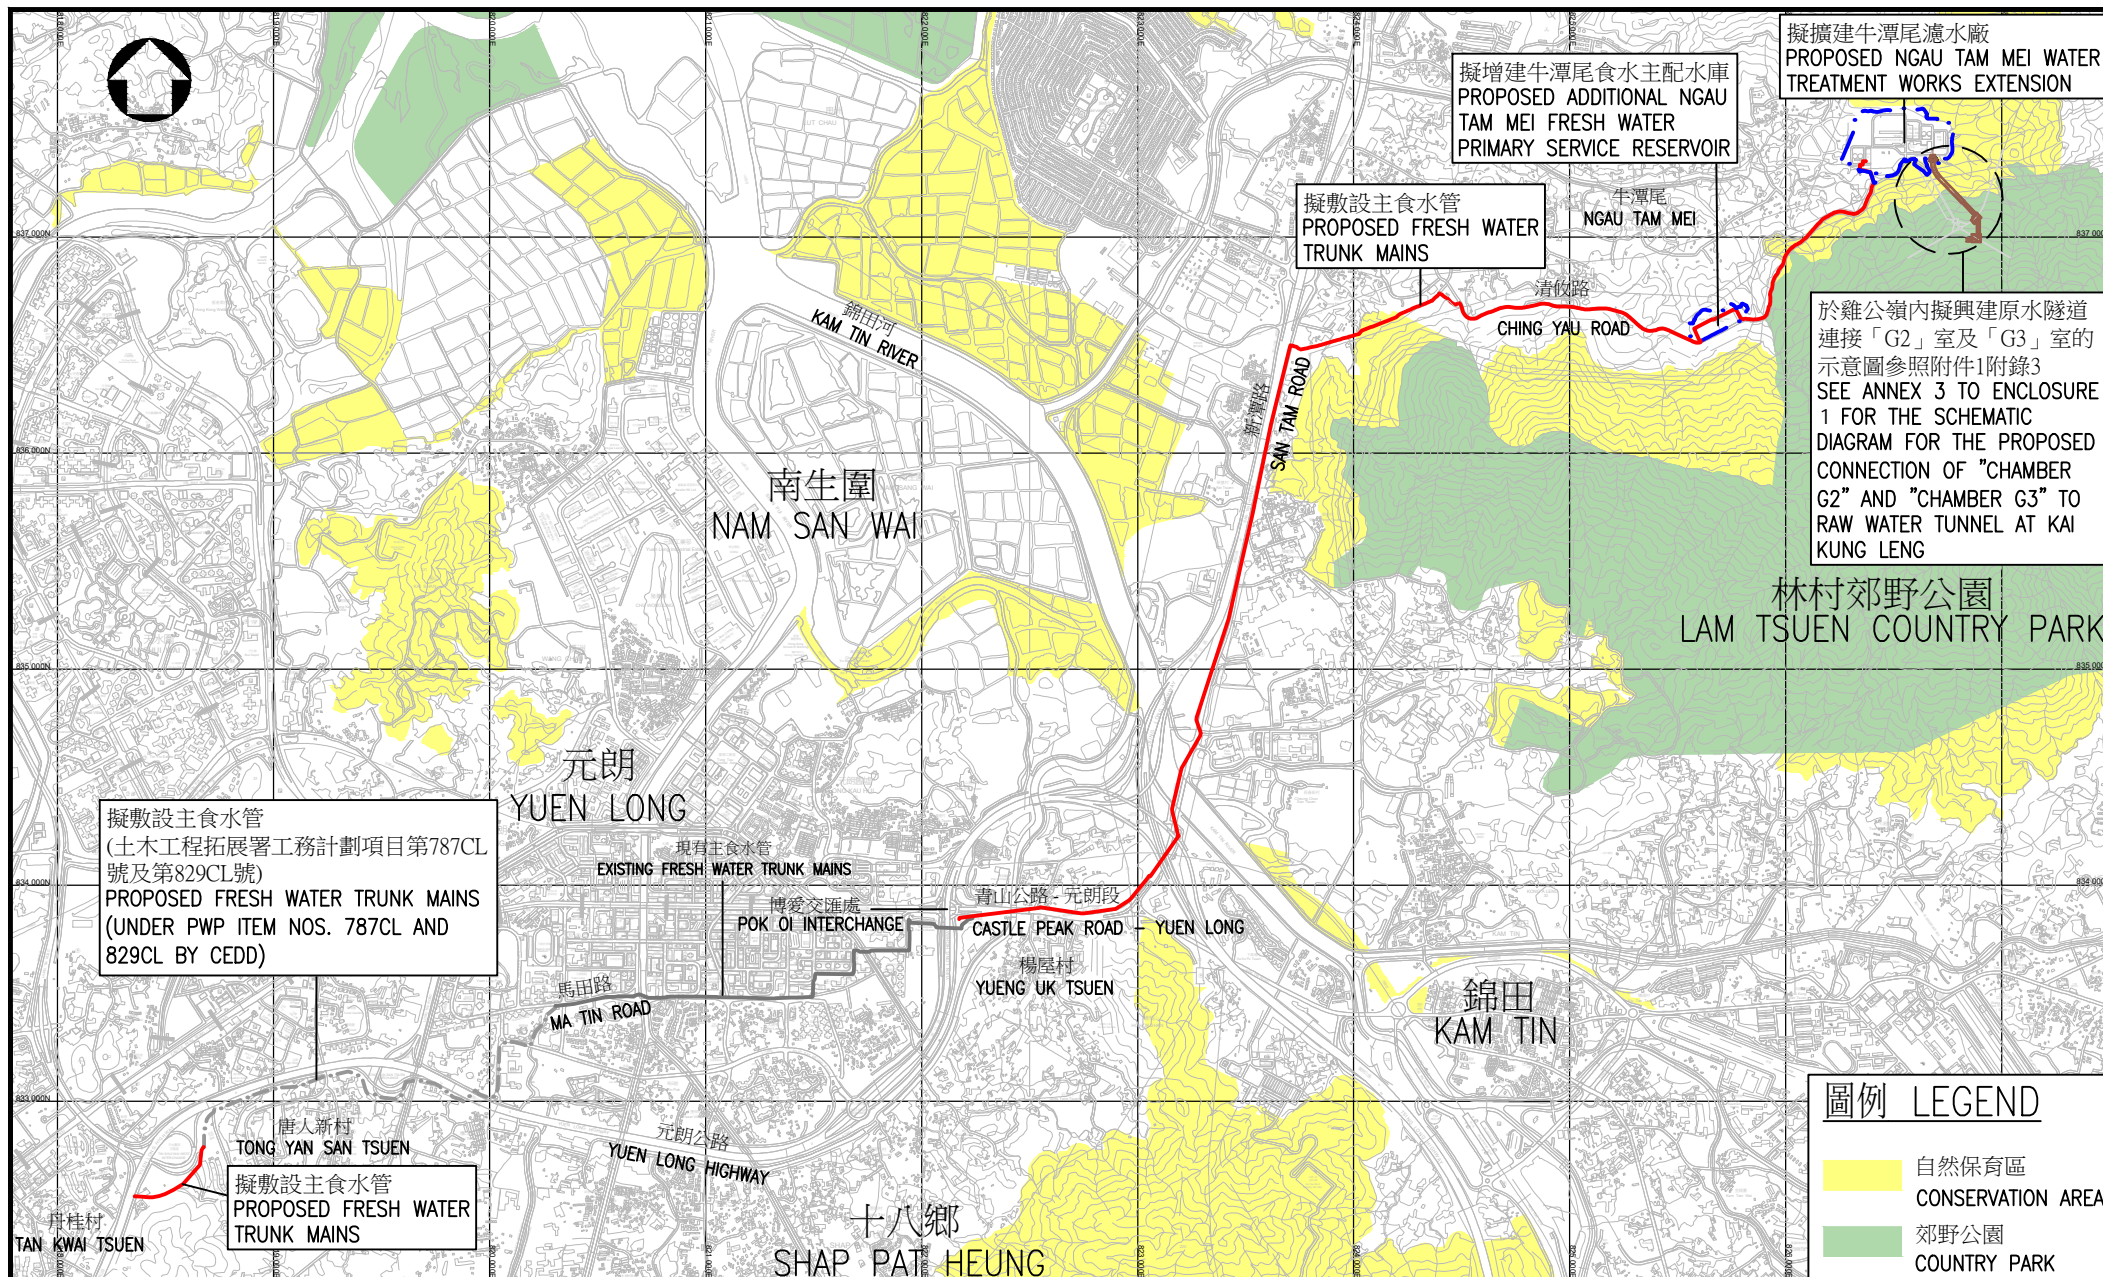 擬擴建牛潭尾濾水廠
PROPOSED NGAU TAM MEI WATER
TREATMENT WORKS EXTENSION
擬增建牛潭尾食水主配水庫
PROPOSED ADDITIONAL NGAU
TAM MEI FRESH WATER
PRIMARY SERVICE RESERVOIR
擬敷設主食水管
PROPOSED FRESH WATER
TRUNK MAINS
牛潭尾
NGAU TAM MEI
清攸路
CHING YAU ROAD
錦田河
KAM TIN RIVER
新潭路
SAN TAM ROAD
於雞公嶺內擬興建原水隧道
連接「G2」室及「G3」室的
示意圖參照附件1附錄3
SEE ANNEX 3 TO ENCLOSURE
1 FOR THE SCHEMATIC
DIAGRAM FOR THE PROPOSED
CONNECTION OF "CHAMBER
G2" AND "CHAMBER G3" TO
RAW WATER TUNNEL AT KAI
KUNG LENG
南生圍
NAM SAN WAI
林村郊野公園
LAM TSUEN COUNTRY PARK
元朗
YUEN LONG
擬敷設主食水管
(土木工程拓展署工務計劃項目第787CL
號及第829CL號)
PROPOSED FRESH WATER TRUNK MAINS
(UNDER PWP ITEM NOS. 787CL AND
829CL BY CEDD)
現有主食水管
EXISTING FRESH WATER TRUNK MAINS
博愛交匯處
POK OI INTERCHANGE
青山公路 - 元朗段
CASTLE PEAK ROAD - YUEN LONG
楊屋村
YUENG UK TSUEN
馬田路
MA TIN ROAD
錦田
KAM TIN
唐人新村
TONG YAN SAN TSUEN
元朗公路
YUEN LONG HIGHWAY
擬敷設主食水管
PROPOSED FRESH WATER
TRUNK MAINS
丹桂村
TAN KWAI TSUEN
十八鄉
SHAP PAT HEUNG
圖例 LEGEND
自然保育區
CONSERVATION AREA
郊野公園
COUNTRY PARK